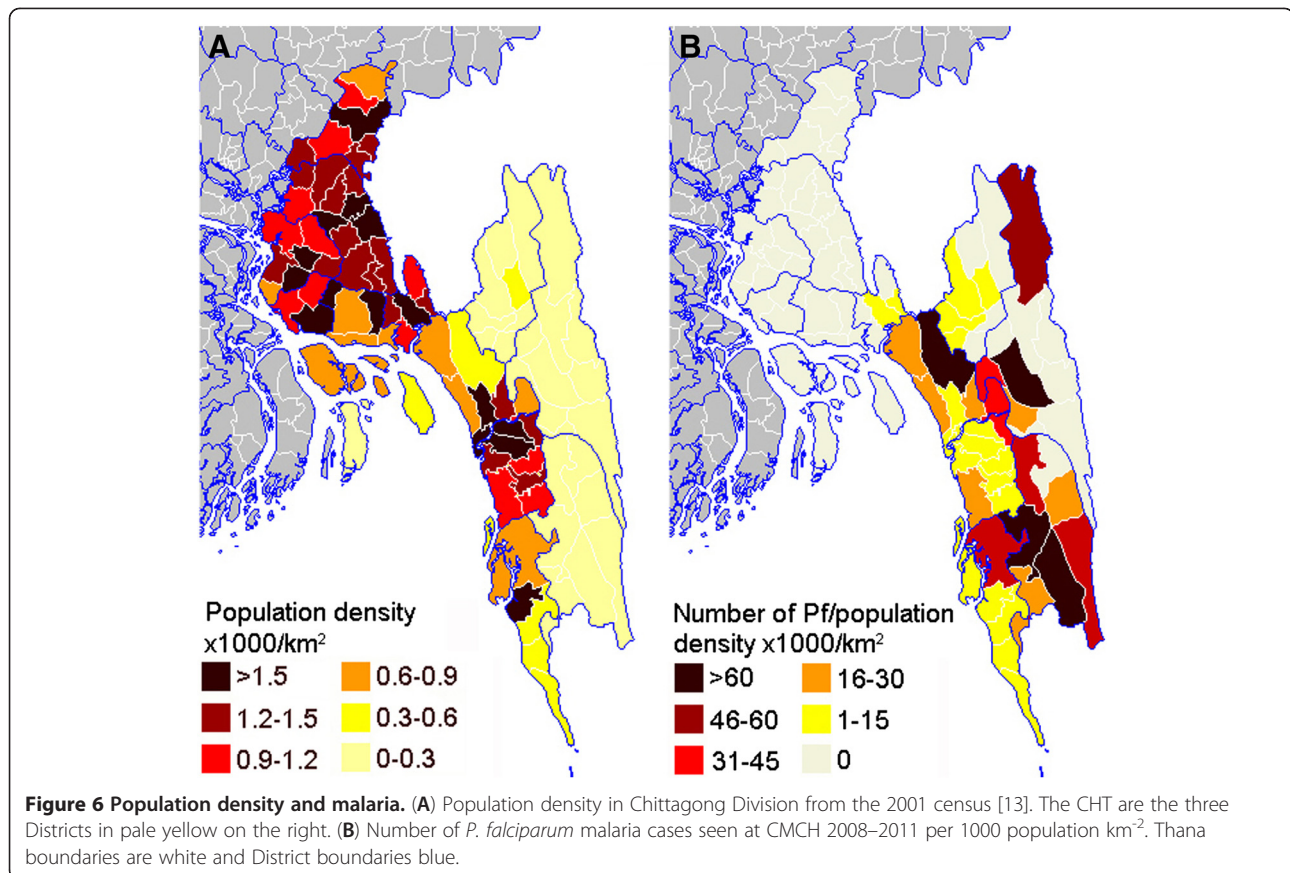 A
B
Population density
x1000/km²
>1.5
0.6-0.9
1.2-1.5
0.3-0.6
0.9-1.2
0-0.3
Number of Pf/population
density x1000/km²
>60
16-30
46-60
1-15
31-45
0
Figure 6 Population density and malaria. (A) Population density in Chittagong Division from the 2001 census [13]. The CHT are the three
Districts in pale yellow on the right. (B) Number of P. falciparum malaria cases seen at CMCH 2008–2011 per 1000 population km⁻². Thana
boundaries are white and District boundaries blue.